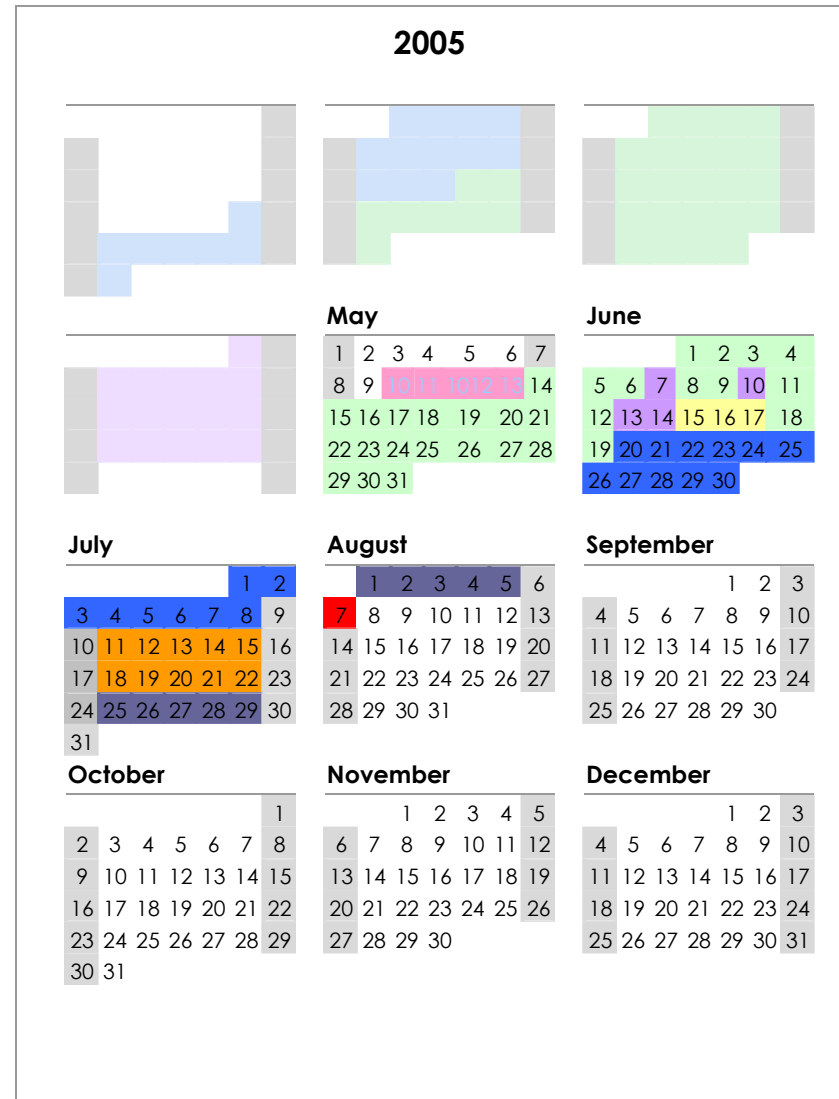 2005
May June
1 2 3 4 5 6 7 1 2 3 4
8 9 10 11 1012 13 14 5 6 7 8 9 10 11
15 16 17 18 19 20 21 12 13 14 15 16 17 18
22 23 24 25 26 27 28 19 20 21 22 23 24 25
29 30 31 26 27 28 29 30
July August September
1 2 1 2 3 4 5 6 1 2 3
3 4 5 6 7 8 9 7 8 9 10 11 12 13 4 5 6 7 8 9 10
10 11 12 13 14 15 16 14 15 16 17 18 19 20 11 12 13 14 15 16 17
17 18 19 20 21 22 23 21 22 23 24 25 26 27 18 19 20 21 22 23 24
24 25 26 27 28 29 30 28 29 30 31 25 26 27 28 29 30
31
October November December
1 1 2 3 4 5 1 2 3
2 3 4 5 6 7 8 6 7 8 9 10 11 12 4 5 6 7 8 9 10
9 10 11 12 13 14 15 13 14 15 16 17 18 19 11 12 13 14 15 16 17
16 17 18 19 20 21 22 20 21 22 23 24 25 26 18 19 20 21 22 23 24
23 24 25 26 27 28 29 27 28 29 30 25 26 27 28 29 30 31
30 31